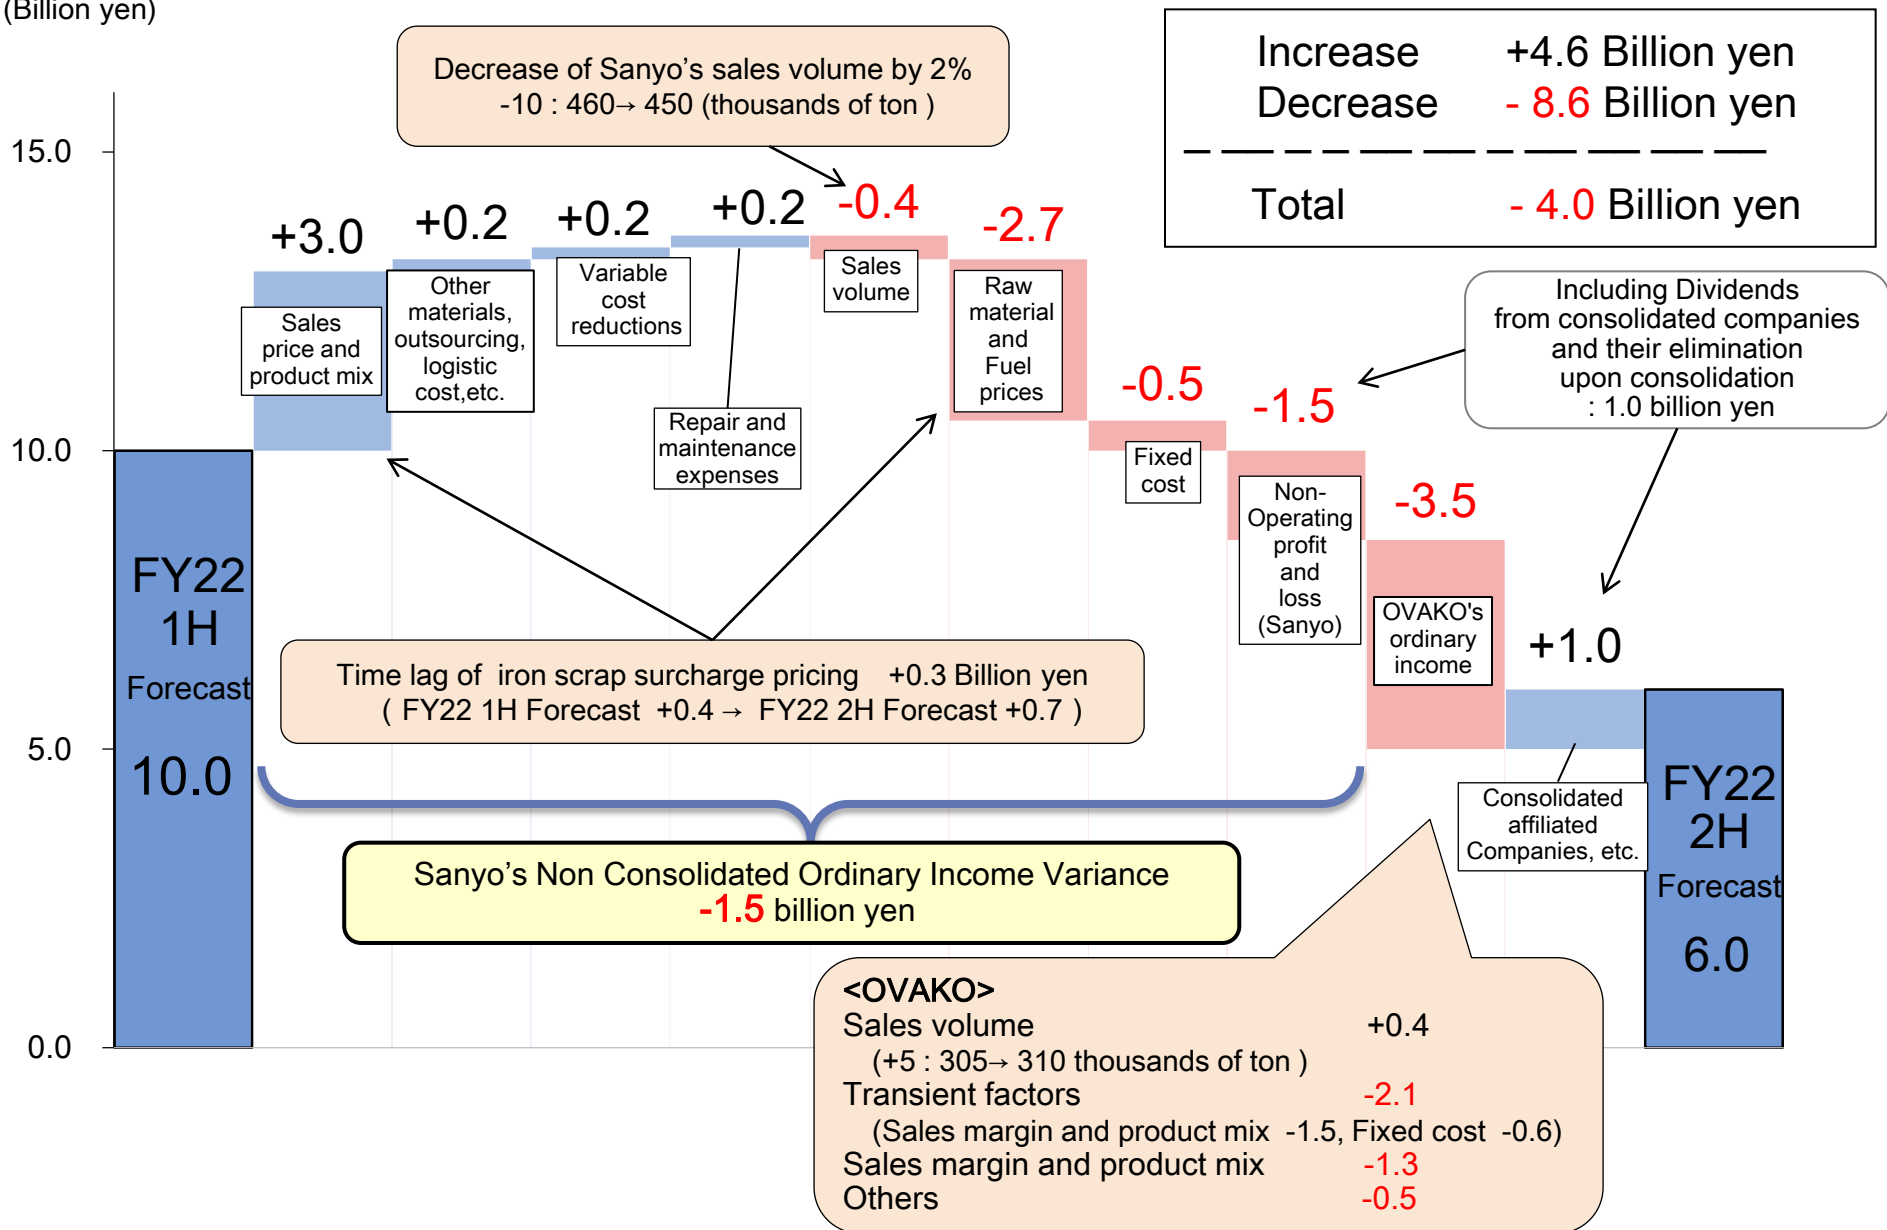 (Billion yen)
Decrease of Sanyo's sales volume by 2%
-10 : 460→ 450 (thousands of ton )
Increase +4.6 Billion yen
Decrease - 8.6 Billion yen
Total - 4.0 Billion yen
15.0
10.0
5.0
0.0
+3.0
+0.2
+0.2
+0.2
-0.4
-2.7
-0.5
-1.5
-3.5
+1.0
Sales
price and
product mix
Other
materials,
outsourcing,
logistic
cost,etc.
Variable
cost
reductions
Repair and
maintenance
expenses
Sales
volume
Raw
material
and
Fuel
prices
Fixed
cost
Non-
Operating
profit
and
loss
(Sanyo)
OVAKO's
ordinary
income
Consolidated
affiliated
Companies, etc.
Including Dividends
from consolidated companies
and their elimination
upon consolidation
: 1.0 billion yen
FY22
1H
Forecast
10.0
Time lag of iron scrap surcharge pricing +0.3 Billion yen
( FY22 1H Forecast +0.4 → FY22 2H Forecast +0.7 )
Sanyo's Non Consolidated Ordinary Income Variance
-1.5 billion yen
FY22
2H
Forecast
6.0
<OVAKO>
Sales volume +0.4
(+5 : 305→ 310 thousands of ton )
Transient factors -2.1
(Sales margin and product mix -1.5, Fixed cost -0.6)
Sales margin and product mix -1.3
Others -0.5